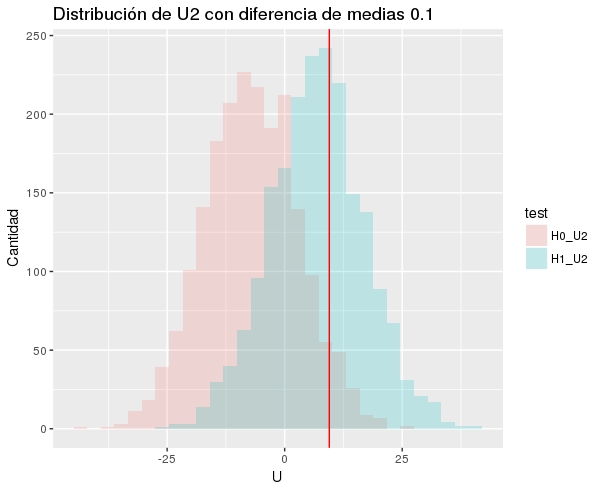 Distribución de U2 con diferencia de medias 0.1
250
200
150
100
50
0
Cantidad
-25
0
25
U
test
H0_U2
H1_U2